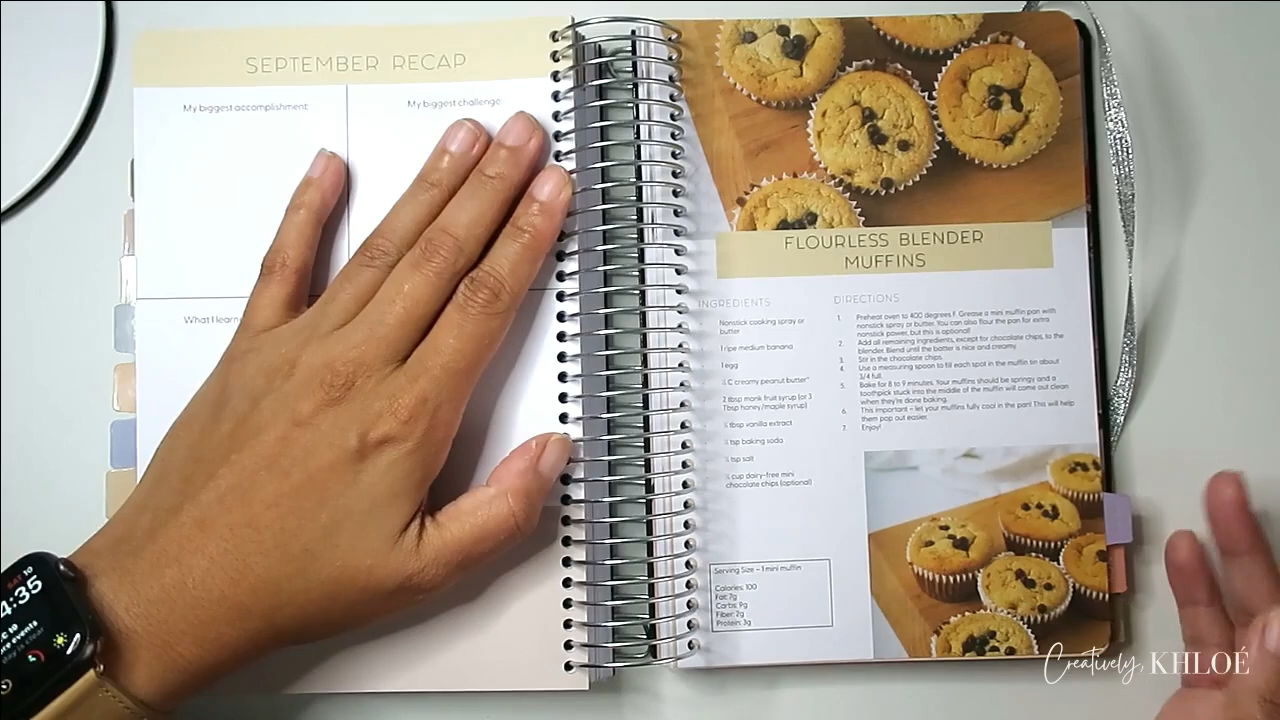 SEPTEMBER RECAP
My biggest accomplishment
My biggest challenge
What I learn
FLOURLESS BLENDER
MUFFINS
INGREDIENTS
Nonstick cooking spray or
butter
1 ripe medium banana
1 egg
C creamy peanut butter*
2 tbsp monk fruit syrup (or 3
Tbsp honey/maple syrup)
tbsp vanilla extract
tsp baking soda
tsp salt
cup dairy-free mini
chocolate chips (optional)
Serving Size - 1 mini muffin
Calories: 100
Fat: 7g
Carbs: 9g
Fiber: 2g
Protein: 3g
DIRECTIONS
1. Preheat oven to 400 degrees F. Grease a mini muffin pan with
nonstick spray or butter. You can also flour the pan for extra
nonstick power, but this is optional!
2. Add all remaining ingredients, except for chocolate chips, to the
blender. Blend until the batter is nice and creamy.
3. Stir in the chocolate chips.
4. Use a measuring spoon to fill each spot in the muffin tin about
3/4 full.
5. Bake for 8 to 9 minutes. Your muffins should be springy and a
toothpick stuck into the middle of the muffin will come out clean
when they're done baking.
6. This important - let your muffins fully cool in the pan! This will help
them pop out easier.
7. Enjoy!
10
4:35
10
events
is clear
Creatively, KHLOÉ